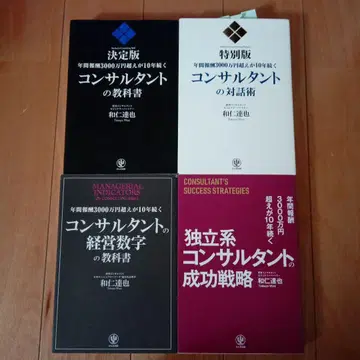 決定版
年間報酬3000万円超えが10年続く
コンサルタント
の教科書
和仁達也
特別版
年間報酬3000万円超えが10年続く
コンサルタント
の対話術
和仁達也
MANAGERIAL
INDICATORS
年間報酬3000万円超えが10年続く
コンサルタントの
経営数字
の教科書
和仁達也
CONSULTANT'S
SUCCESS STRATEGIES
年間報酬
3000万円
超えが10年続く
独立系
コンサルタントの
成功戦略
和仁達也